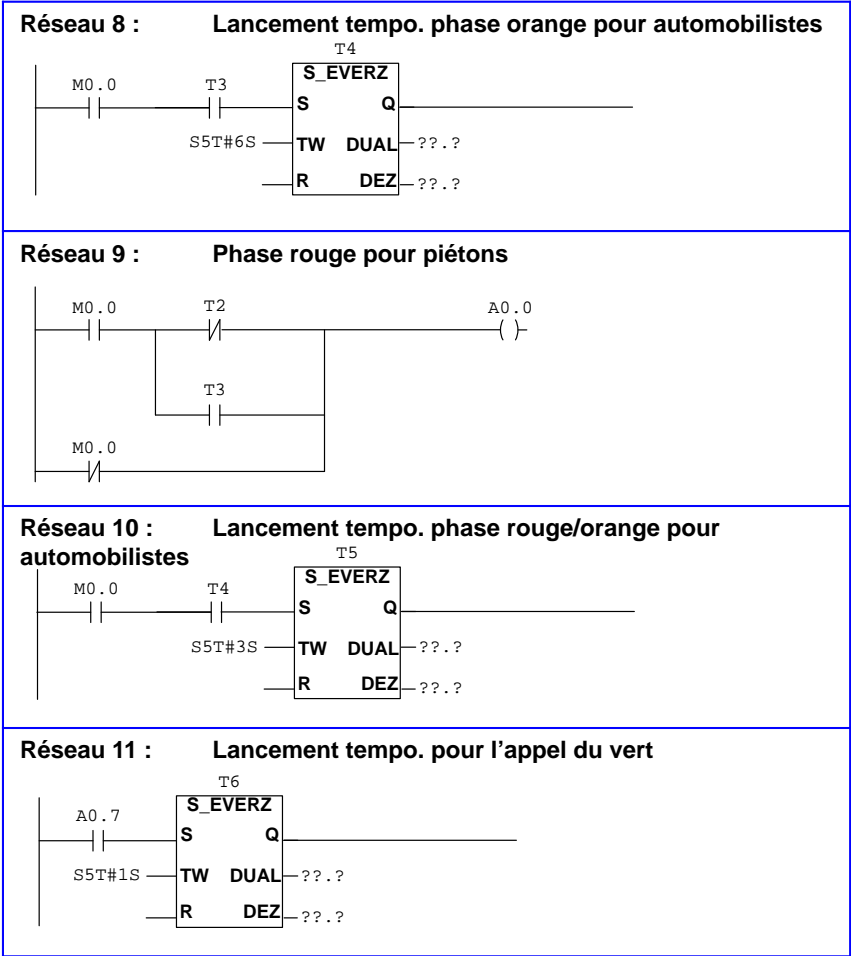 Réseau 8 : Lancement tempo. phase orange pour automobilistes
T4
M0.0 T3 S_EVERZ
S Q
S5T#6S TW DUAL ??.?
R DEZ ??.?
Réseau 9 : Phase rouge pour piétons
M0.0 T2 A0.0
T3
M0.0
Réseau 10 : Lancement tempo. phase rouge/orange pour
automobilistes T5
M0.0 T4 S_EVERZ
S Q
S5T#3S TW DUAL ??.?
R DEZ ??.?
Réseau 11 : Lancement tempo. pour l'appel du vert
T6
A0.7 S_EVERZ
S Q
S5T#1S TW DUAL ??.?
R DEZ ??.?